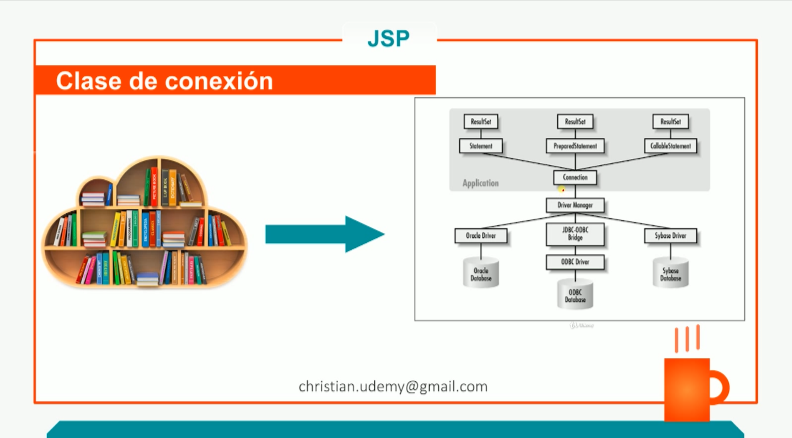 JSP
Clase de conexión
ResultSet
ResultSet
ResultSet
Statement
PreparedStatement
CallableStatement
Connection
Application
Driver Manager
Oracle Driver
JDBC-ODBC
Bridge
Sybase Driver
ODBC Driver
Oracle
Database
Sybase
Database
ODBC
Database
christian.udemy@gmail.com